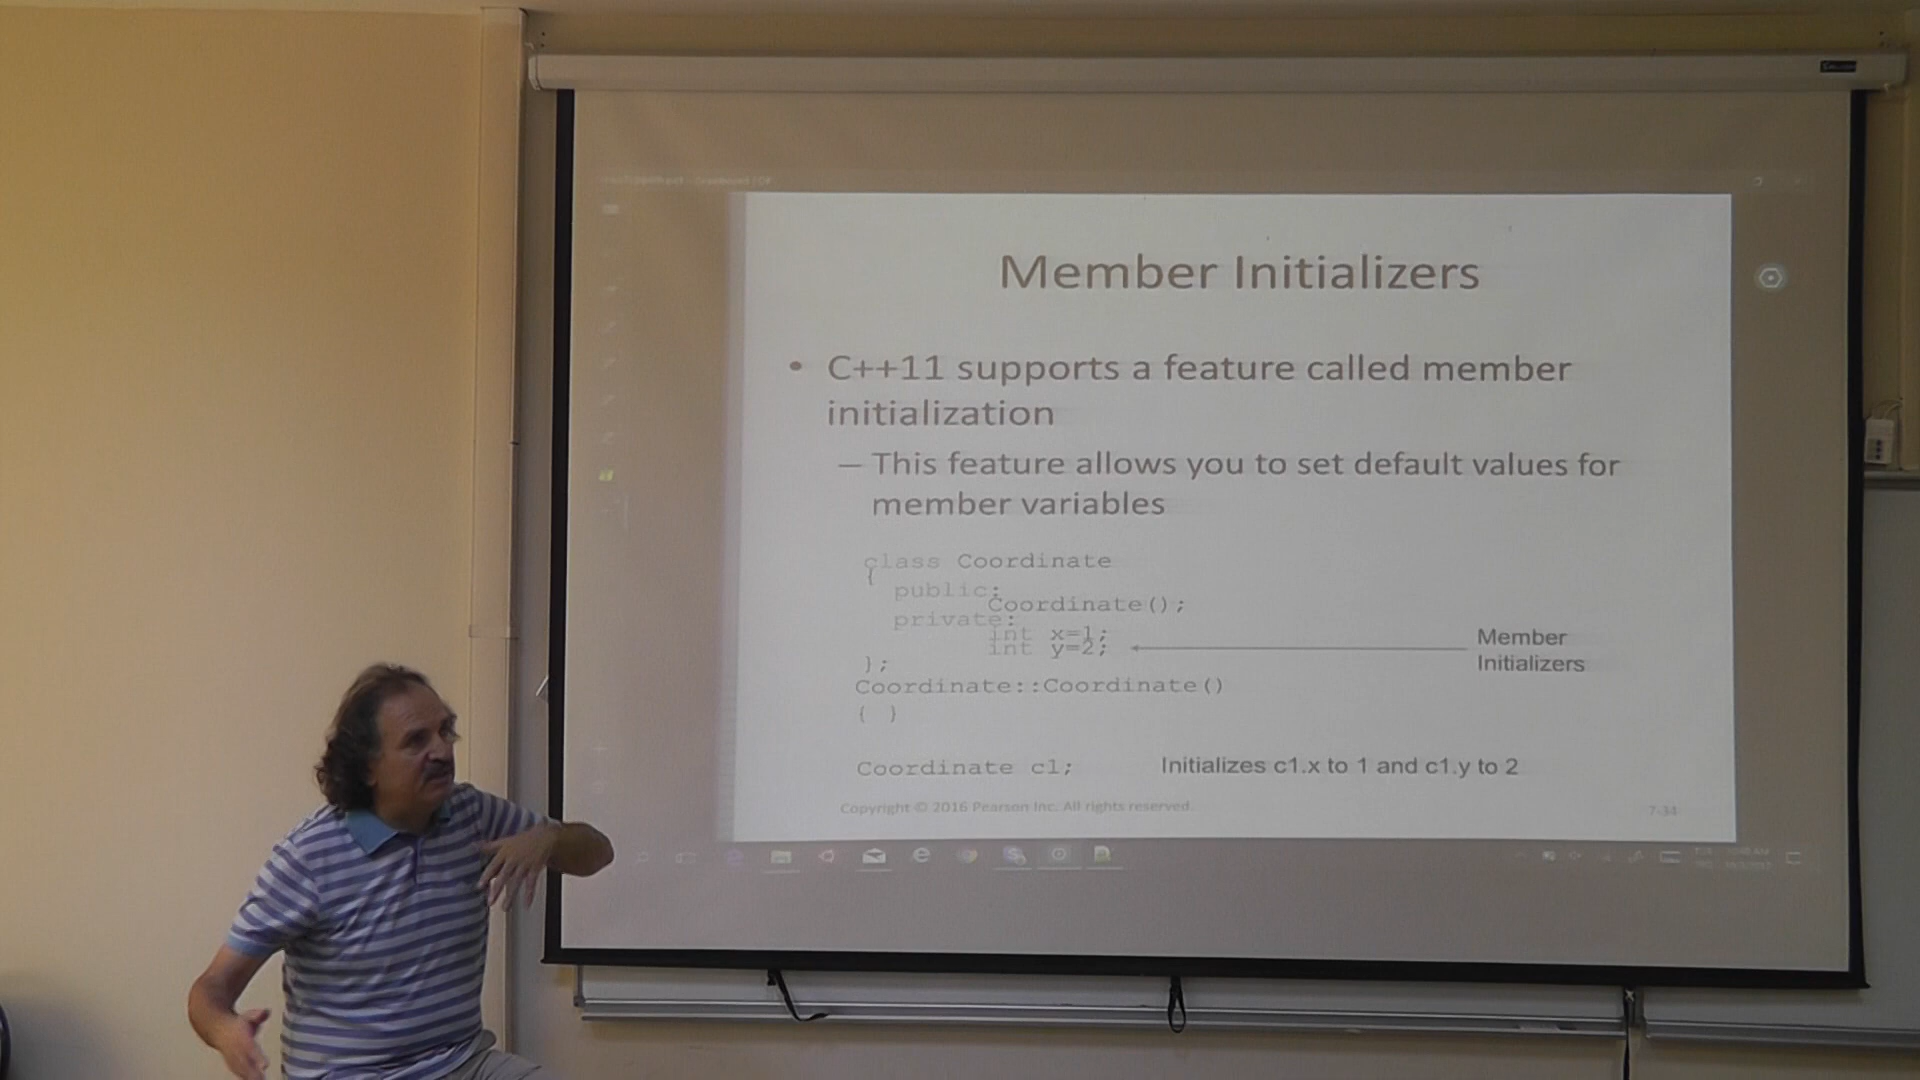 Member Initializers
• C++11 supports a feature called member
initialization
– This feature allows you to set default values for
member variables
class Coordinate
{
public:
Coordinate();
private:
int x=1;
int y=2;
};
Member
Initializers
Coordinate::Coordinate()
{ }
Coordinate c1; Initializes c1.x to 1 and c1.y to 2
Copyright © 2016 Pearson Inc. All rights reserved. 7-34